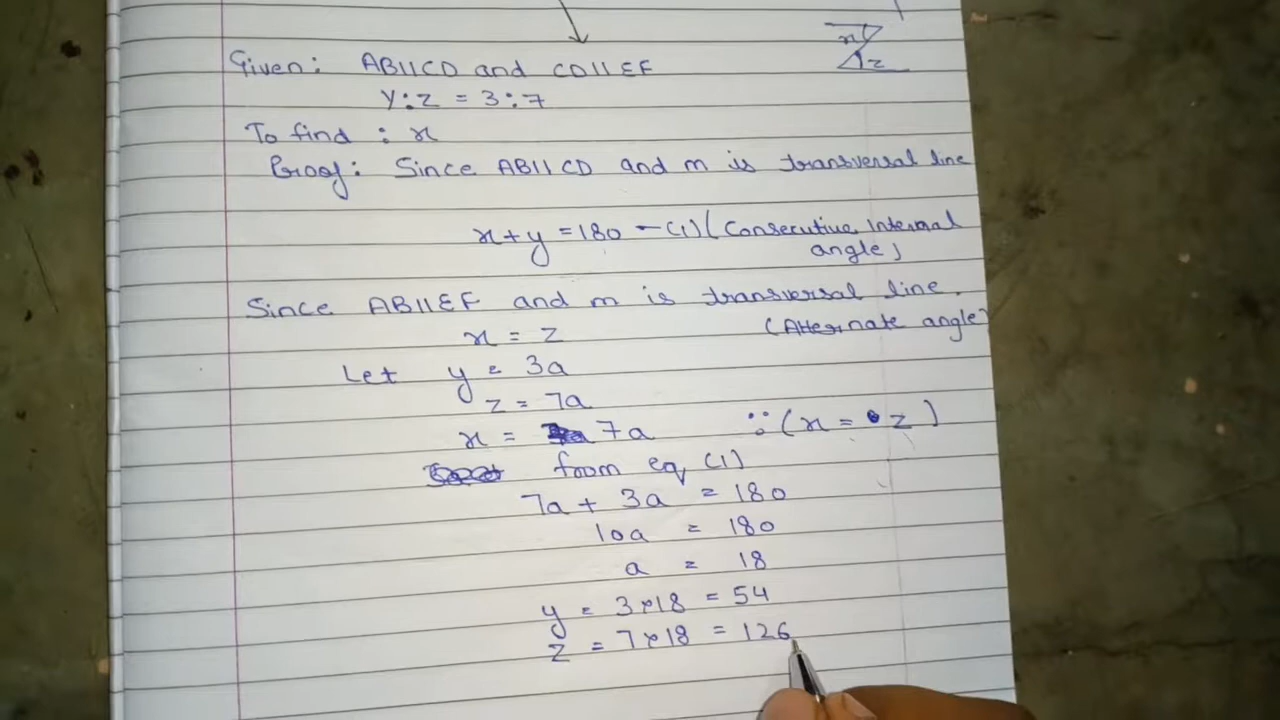 Given: AB||CD and CD||EF
y:z = 3:7
To find : x
Proof: Since AB||CD and m is transversal line
x+y = 180 -(1) (Consecutive Internal
angle)
Since AB||EF and m is transversal line.
x = z (Alternate angle)
Let y = 3a
z = 7a
x = 7a ∵ (x = z)
from eq (1)
7a + 3a = 180
10a = 180
a = 18
y = 3×18 = 54
z = 7×18 = 126
x
z